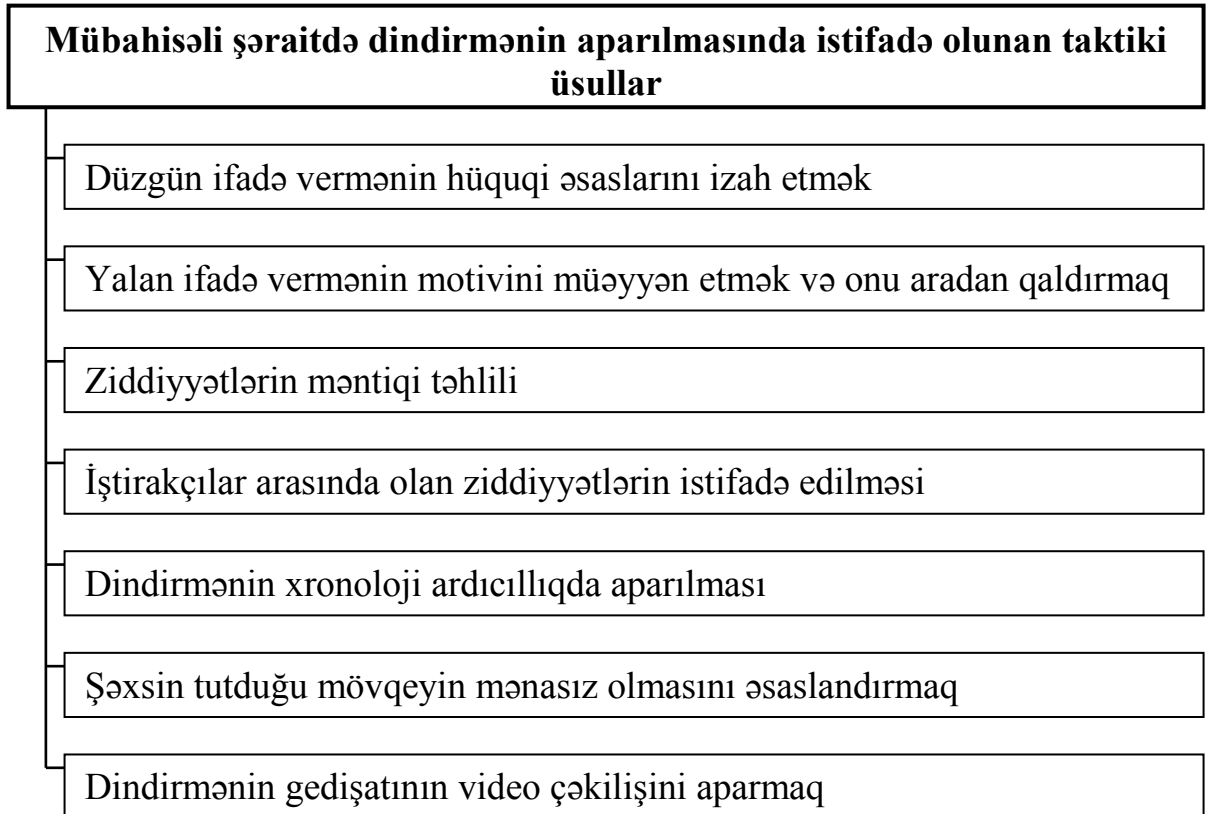 Mübahisəli şəraitdə dindirmənin aparılmasında istifadə olunan taktiki
üsullar
Düzgün ifadə vermənin hüquqi əsaslarını izah etmək
Yalan ifadə vermənin motivini müəyyən etmək və onu aradan qaldırmaq
Ziddiyyətlərin məntiqi təhlili
İştirakçılar arasında olan ziddiyyətlərin istifadə edilməsi
Dindirmənin xronoloji ardıcıllıqda aparılması
Şəxsin tutduğu mövqeyin mənasız olmasını əsaslandırmaq
Dindirmənin gedişatının video çəkilişini aparmaq